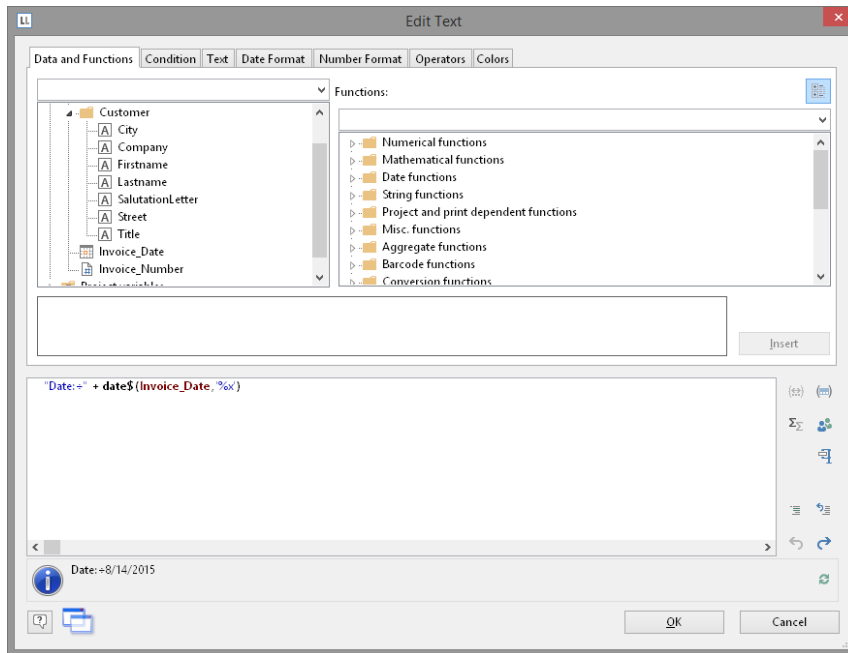 LL
Edit Text
Data and Functions Condition Text Date Format Number Format Operators Colors
Functions:
Customer
City
Company
Firstname
Lastname
SalutationLetter
Street
Title
Invoice_Date
Invoice_Number
Project variables
Numerical functions
Mathematical functions
Date functions
String functions
Project and print dependent functions
Misc. functions
Aggregate functions
Barcode functions
Conversion functions
Insert
"Date:÷" + date$(Invoice_Date,'%x')
Date:÷8/14/2015
OK
Cancel